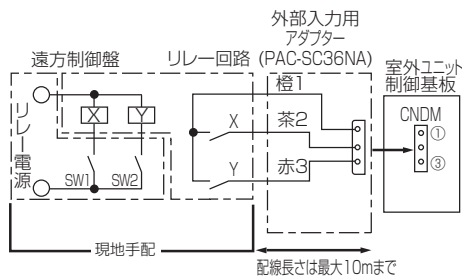 外部入力用
アダプター
(PAC-SC36NA)
遠方制御盤
リレー回路
室外ユニット
制御基板
リレー電源
X
Y
SW1
SW2
X
Y
橙1
茶2
赤3
CNDM
①
③
現地手配
配線長さは最大10mまで